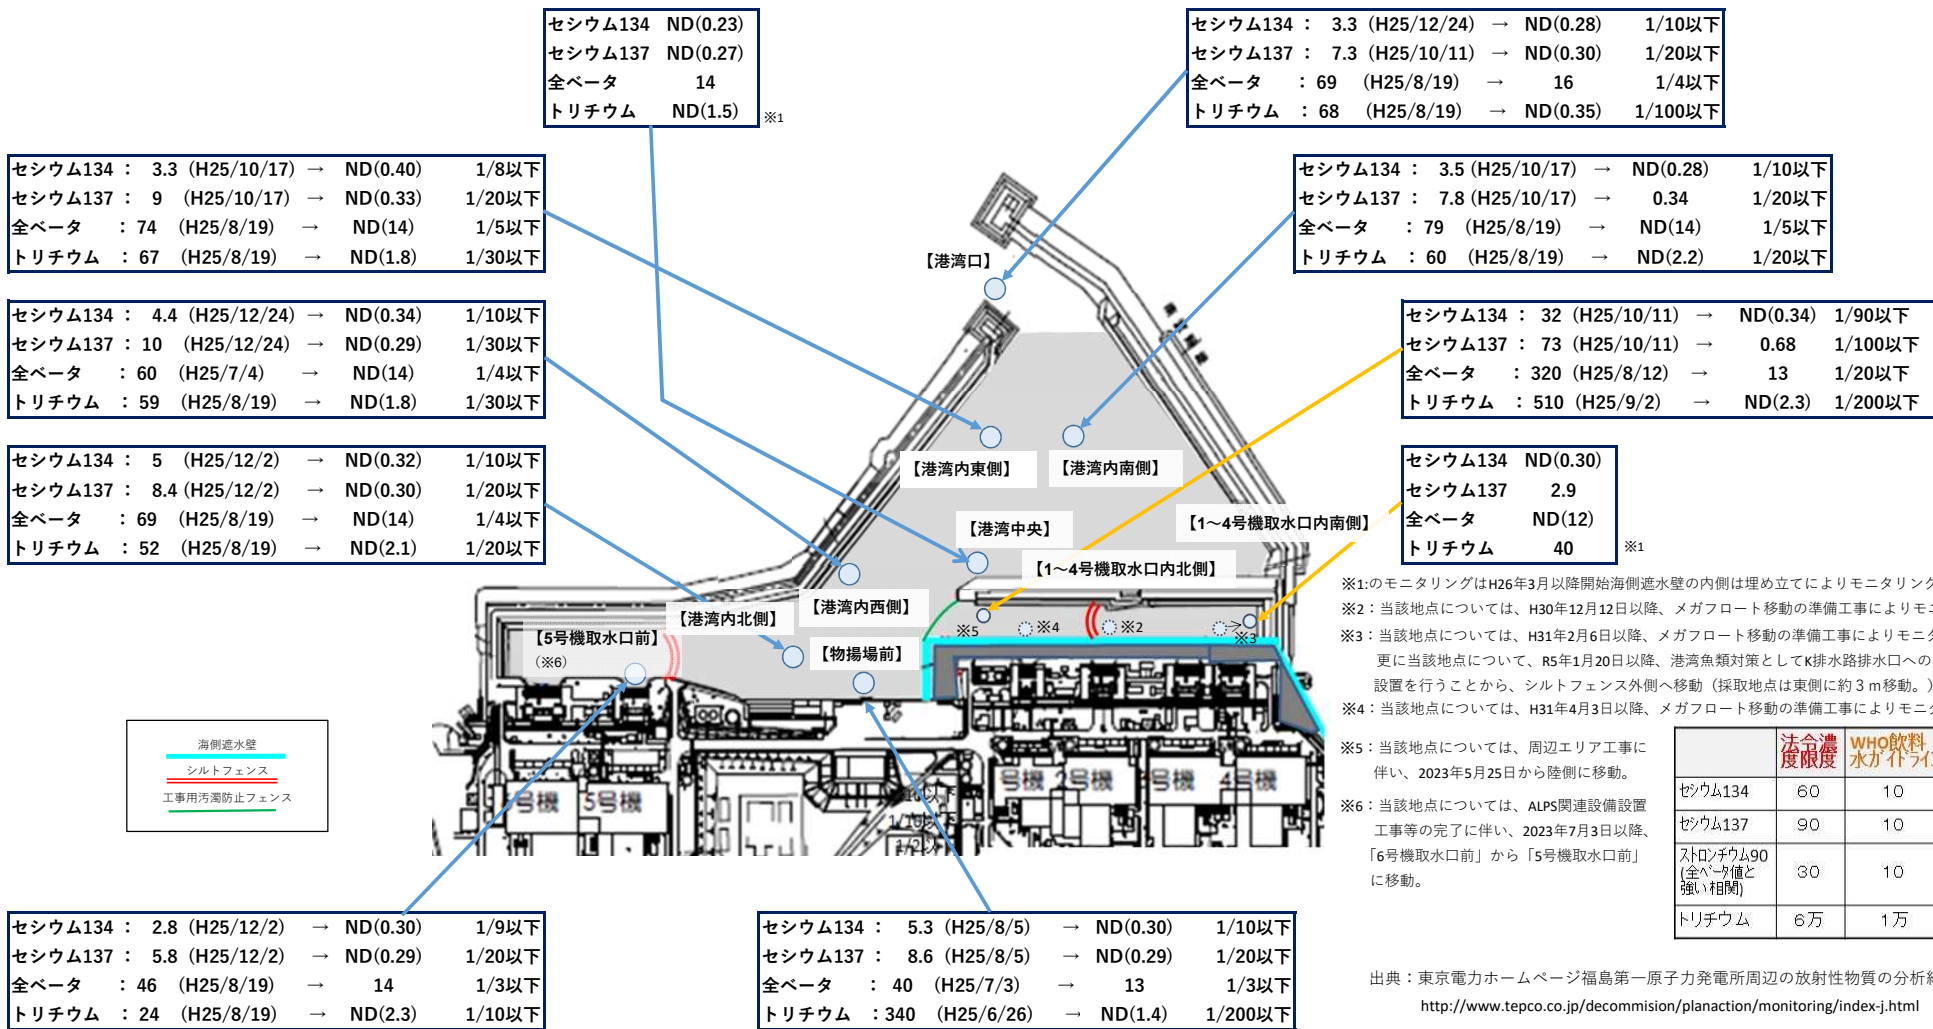 セシウム134 ND(0.23)
セシウム137 ND(0.27)
全ベータ 14
トリチウム ND(1.5) ※1
セシウム134 : 3.3 (H25/12/24) → ND(0.28) 1/10以下
セシウム137 : 7.3 (H25/10/11) → ND(0.30) 1/20以下
全ベータ : 69 (H25/8/19) → 16 1/4以下
トリチウム : 68 (H25/8/19) → ND(0.35) 1/100以下
セシウム134 : 3.3 (H25/10/17) → ND(0.40) 1/8以下
セシウム137 : 9 (H25/10/17) → ND(0.33) 1/20以下
全ベータ : 74 (H25/8/19) → ND(14) 1/5以下
トリチウム : 67 (H25/8/19) → ND(1.8) 1/30以下
セシウム134 : 3.5 (H25/10/17) → ND(0.28) 1/10以下
セシウム137 : 7.8 (H25/10/17) → 0.34 1/20以下
全ベータ : 79 (H25/8/19) → ND(14) 1/5以下
トリチウム : 60 (H25/8/19) → ND(2.2) 1/20以下
セシウム134 : 4.4 (H25/12/24) → ND(0.34) 1/10以下
セシウム137 : 10 (H25/12/24) → ND(0.29) 1/30以下
全ベータ : 60 (H25/7/4) → ND(14) 1/4以下
トリチウム : 59 (H25/8/19) → ND(1.8) 1/30以下
セシウム134 : 32 (H25/10/11) → ND(0.34) 1/90以下
セシウム137 : 73 (H25/10/11) → 0.68 1/100以下
全ベータ : 320 (H25/8/12) → 13 1/20以下
トリチウム : 510 (H25/9/2) → ND(2.3) 1/200以下
セシウム134 : 5 (H25/12/2) → ND(0.32) 1/10以下
セシウム137 : 8.4 (H25/12/2) → ND(0.30) 1/20以下
全ベータ : 69 (H25/8/19) → ND(14) 1/4以下
トリチウム : 52 (H25/8/19) → ND(2.1) 1/20以下
セシウム134 ND(0.30)
セシウム137 2.9
全ベータ ND(12)
トリチウム 40 ※1
【港湾口】
【港湾内東側】
【港湾内南側】
【港湾中央】
【1～4号機取水口内南側】
【1～4号機取水口内北側】
【港湾内西側】
【港湾内北側】
【5号機取水口前】
(※6)
【物揚場前】
※5
※4
※2
※3
号機 5号機
1号機 2号機 3号機 4号機
1/10以下
1/2以
海側遮水壁
シルトフェンス
工事用汚濁防止フェンス
※1:のモニタリングはH26年3月以降開始海側遮水壁の内側は埋め立てによりモニタリング
※2：当該地点については、H30年12月12日以降、メガフロート移動の準備工事によりモニ
※3：当該地点については、H31年2月6日以降、メガフロート移動の準備工事によりモニタ
更に当該地点について、R5年1月20日以降、港湾魚類対策としてK排水路排水口への
設置を行うことから、シルトフェンス外側へ移動（採取地点は東側に約３ｍ移動。）
※4：当該地点については、H31年4月3日以降、メガフロート移動の準備工事によりモニタ
※5：当該地点については、周辺エリア工事に
伴い、2023年5月25日から陸側に移動。
※6：当該地点については、ALPS関連設備設置
工事等の完了に伴い、2023年7月3日以降、
「6号機取水口前」から「5号機取水口前」
に移動。
法令濃度限度 WHO飲料水ガイドライン
セシウム134 60 10
セシウム137 90 10
ストロンチウム90(全ベータ値と強い相関) 30 10
トリチウム 6万 1万
セシウム134 : 2.8 (H25/12/2) → ND(0.30) 1/9以下
セシウム137 : 5.8 (H25/12/2) → ND(0.29) 1/20以下
全ベータ : 46 (H25/8/19) → 14 1/3以下
トリチウム : 24 (H25/8/19) → ND(2.3) 1/10以下
セシウム134 : 5.3 (H25/8/5) → ND(0.30) 1/10以下
セシウム137 : 8.6 (H25/8/5) → ND(0.29) 1/20以下
全ベータ : 40 (H25/7/3) → 13 1/3以下
トリチウム : 340 (H25/6/26) → ND(1.4) 1/200以下
出典：東京電力ホームページ福島第一原子力発電所周辺の放射性物質の分析結
http://www.tepco.co.jp/decommision/planaction/monitoring/index-j.html